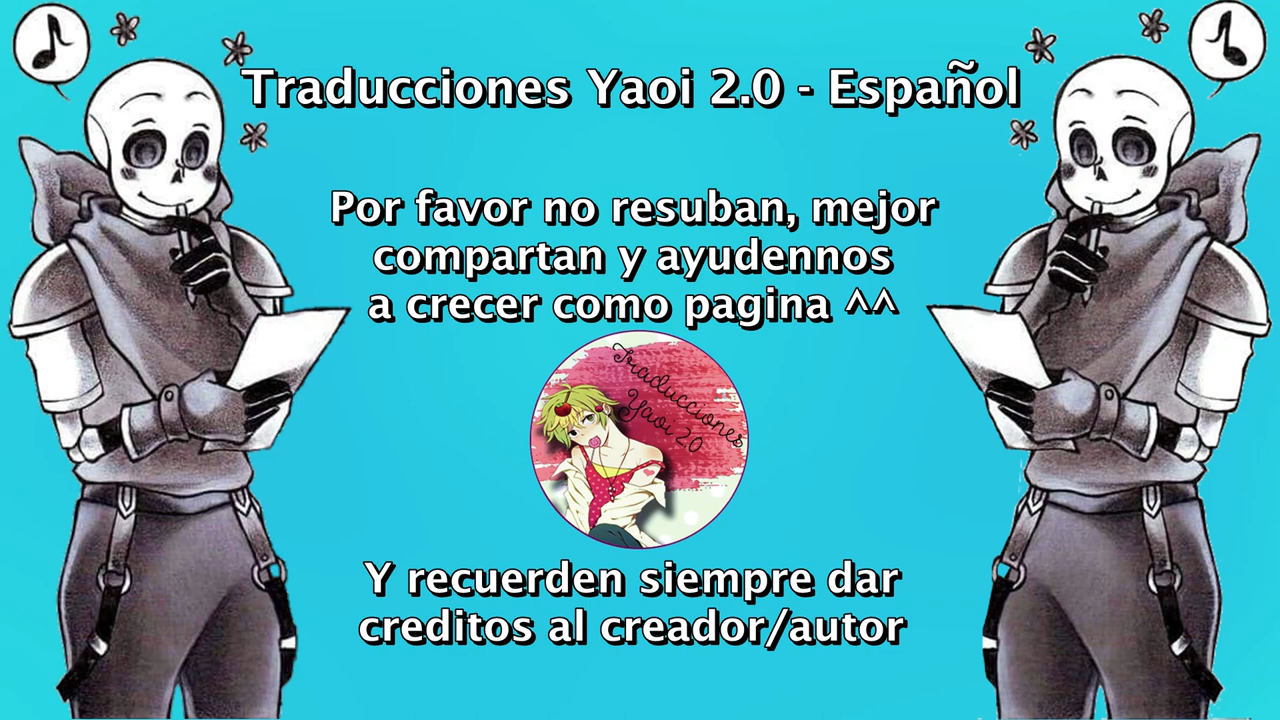 Traducciones Yaoi 2.0 - Español
Por favor no resuban, mejor
compartan y ayudennos
a crecer como pagina ^^
Traducciones
Yaoi 2.0
Y recuerden siempre dar
creditos al creador/autor